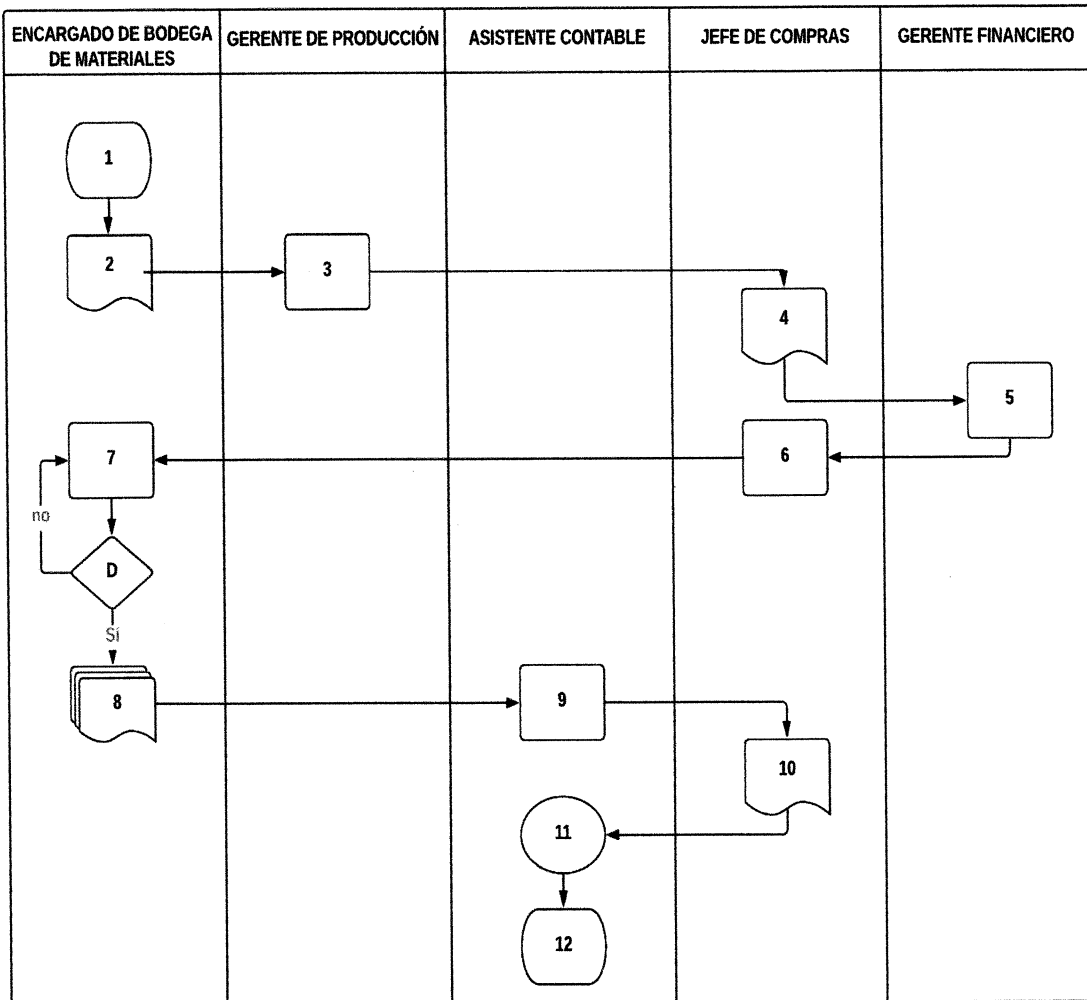 ENCARGADO DE BODEGA
DE MATERIALES
GERENTE DE PRODUCCIÓN
ASISTENTE CONTABLE
JEFE DE COMPRAS
GERENTE FINANCIERO
1
2
3
4
5
6
7
no
D
Sí
8
9
10
11
12